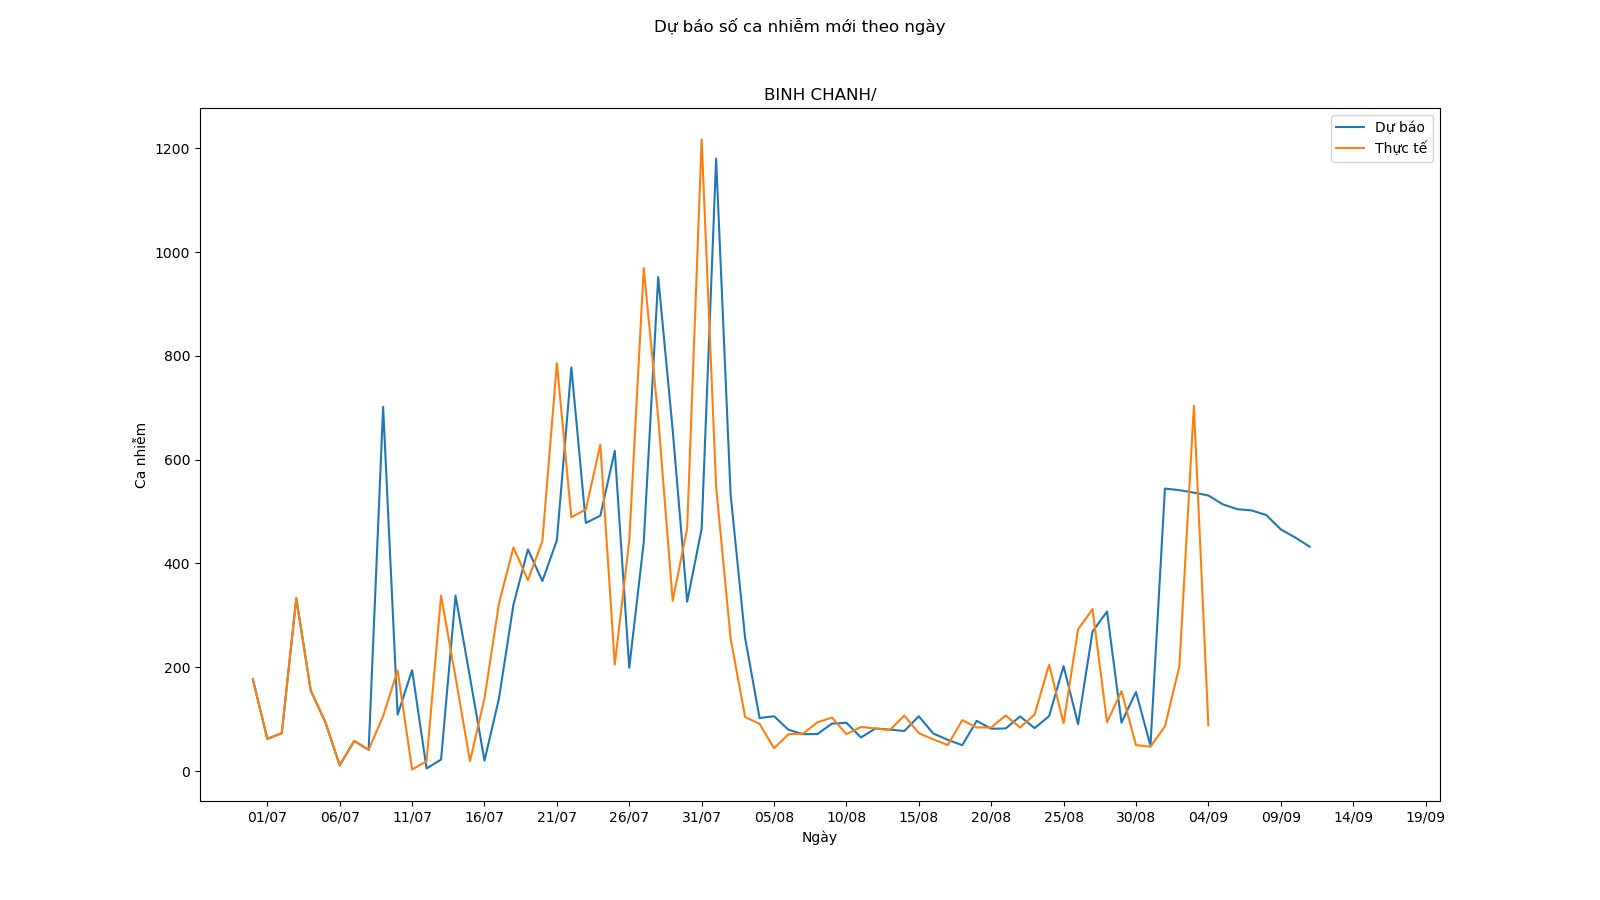 Dự báo số ca nhiễm mới theo ngày
BINH CHANH/
Dự báo
Thực tế
1200
1000
800
600
400
200
0
Ca nhiễm
01/07 06/07 11/07 16/07 21/07 26/07 31/07 05/08 10/08 15/08 20/08 25/08 30/08 04/09 09/09 14/09 19/09
Ngày